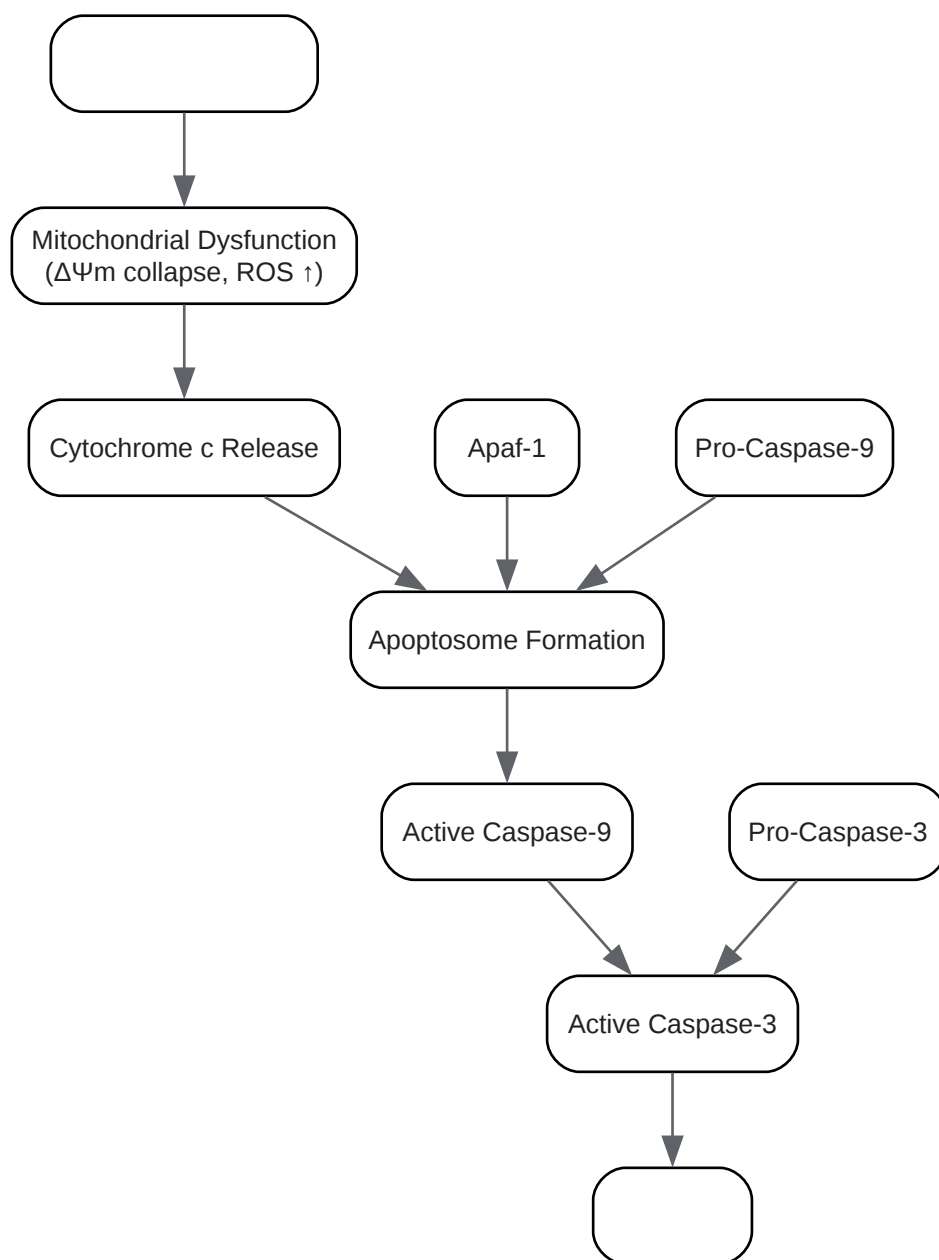 Mitochondrial Dysfunction
(ΔΨm collapse, ROS ↑)
Cytochrome c Release
Apaf-1
Pro-Caspase-9
Apoptosome Formation
Active Caspase-9
Pro-Caspase-3
Active Caspase-3